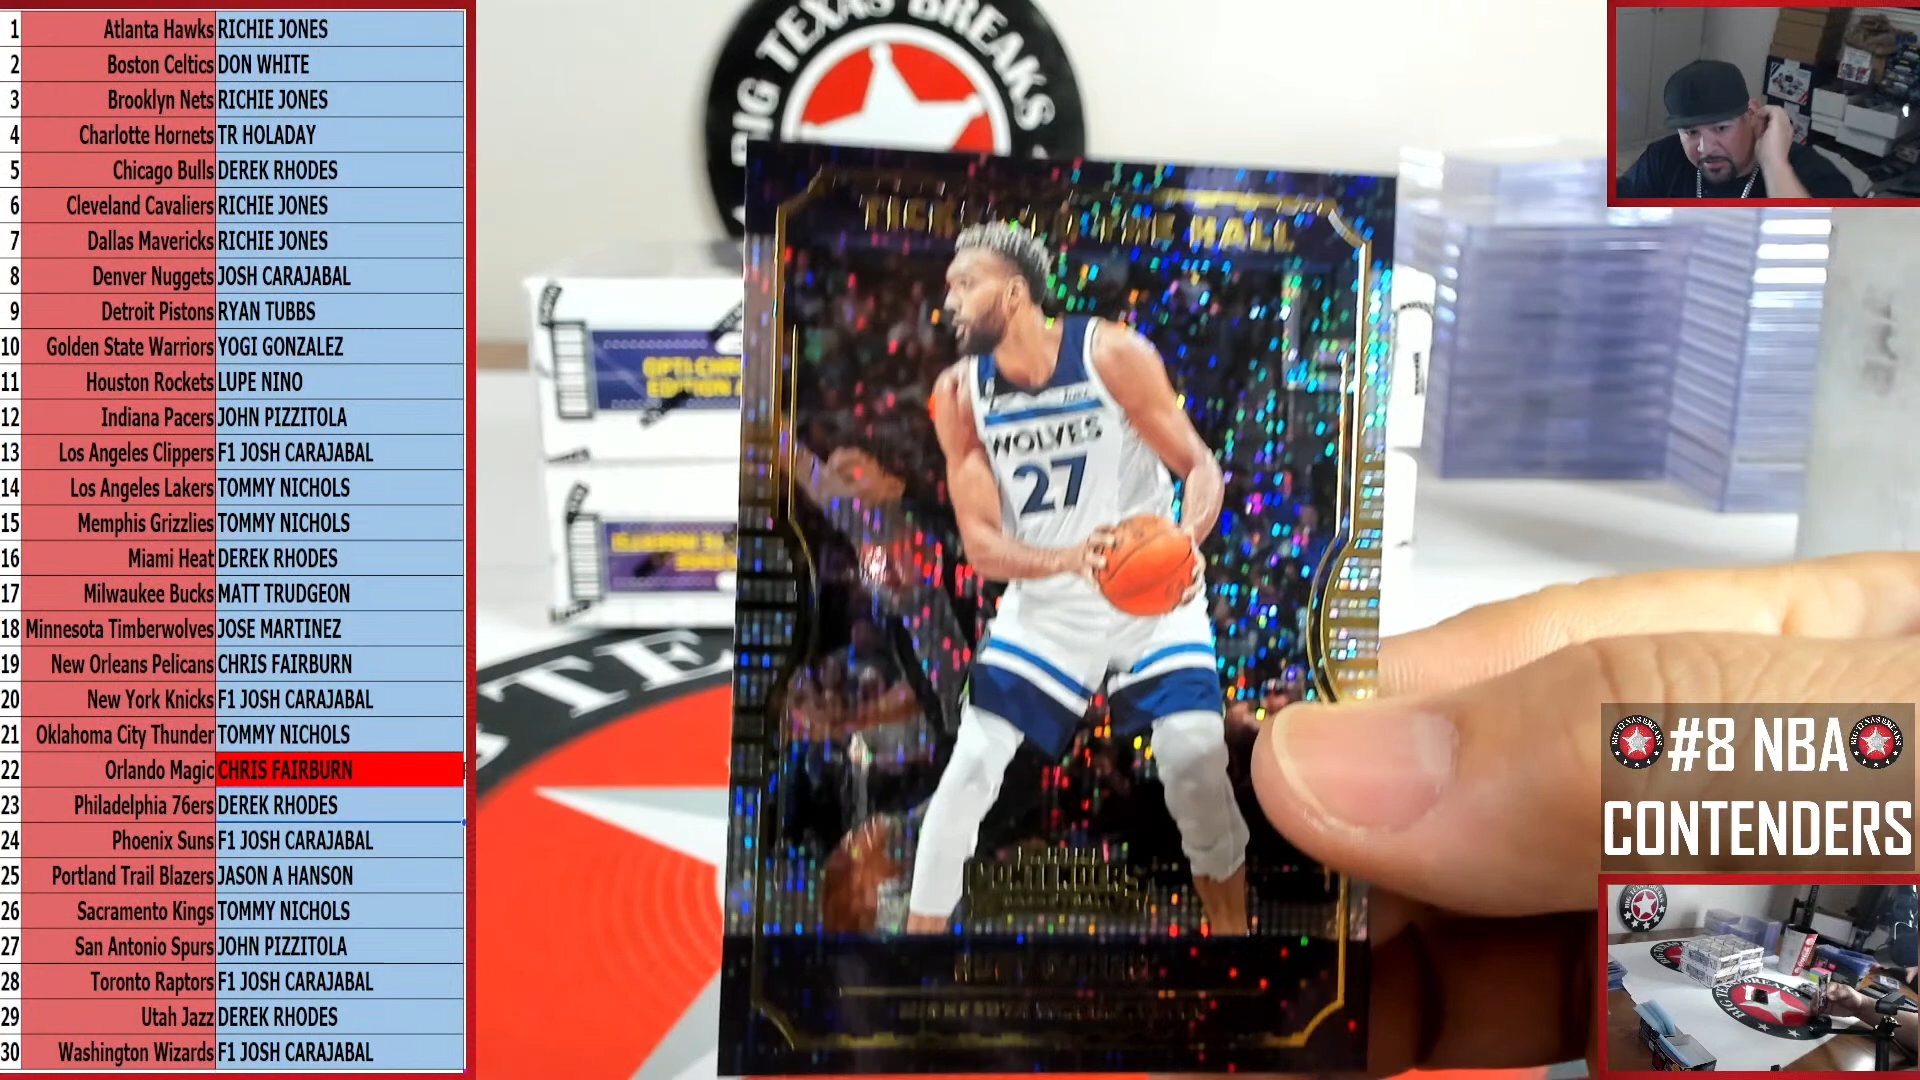 1 Atlanta Hawks RICHIE JONES
2 Boston Celtics DON WHITE
3 Brooklyn Nets RICHIE JONES
4 Charlotte Hornets TR HOLADAY
5 Chicago Bulls DEREK RHODES
6 Cleveland Cavaliers RICHIE JONES
7 Dallas Mavericks RICHIE JONES
8 Denver Nuggets JOSH CARAJABAL
9 Detroit Pistons RYAN TUBBS
10 Golden State Warriors YOGI GONZALEZ
11 Houston Rockets LUPE NINO
12 Indiana Pacers JOHN PIZZITOLA
13 Los Angeles Clippers F1 JOSH CARAJABAL
14 Los Angeles Lakers TOMMY NICHOLS
15 Memphis Grizzlies TOMMY NICHOLS
16 Miami Heat DEREK RHODES
17 Milwaukee Bucks MATT TRUDGEON
18 Minnesota Timberwolves JOSE MARTINEZ
19 New Orleans Pelicans CHRIS FAIRBURN
20 New York Knicks F1 JOSH CARAJABAL
21 Oklahoma City Thunder TOMMY NICHOLS
22 Orlando Magic CHRIS FAIRBURN
23 Philadelphia 76ers DEREK RHODES
24 Phoenix Suns F1 JOSH CARAJABAL
25 Portland Trail Blazers JASON A HANSON
26 Sacramento Kings TOMMY NICHOLS
27 San Antonio Spurs JOHN PIZZITOLA
28 Toronto Raptors F1 JOSH CARAJABAL
29 Utah Jazz DEREK RHODES
30 Washington Wizards F1 JOSH CARAJABAL
BIG TEXAS BREAKS
THE HALL
WOLVES
27
CONTENDERS
#8 NBA
CONTENDERS